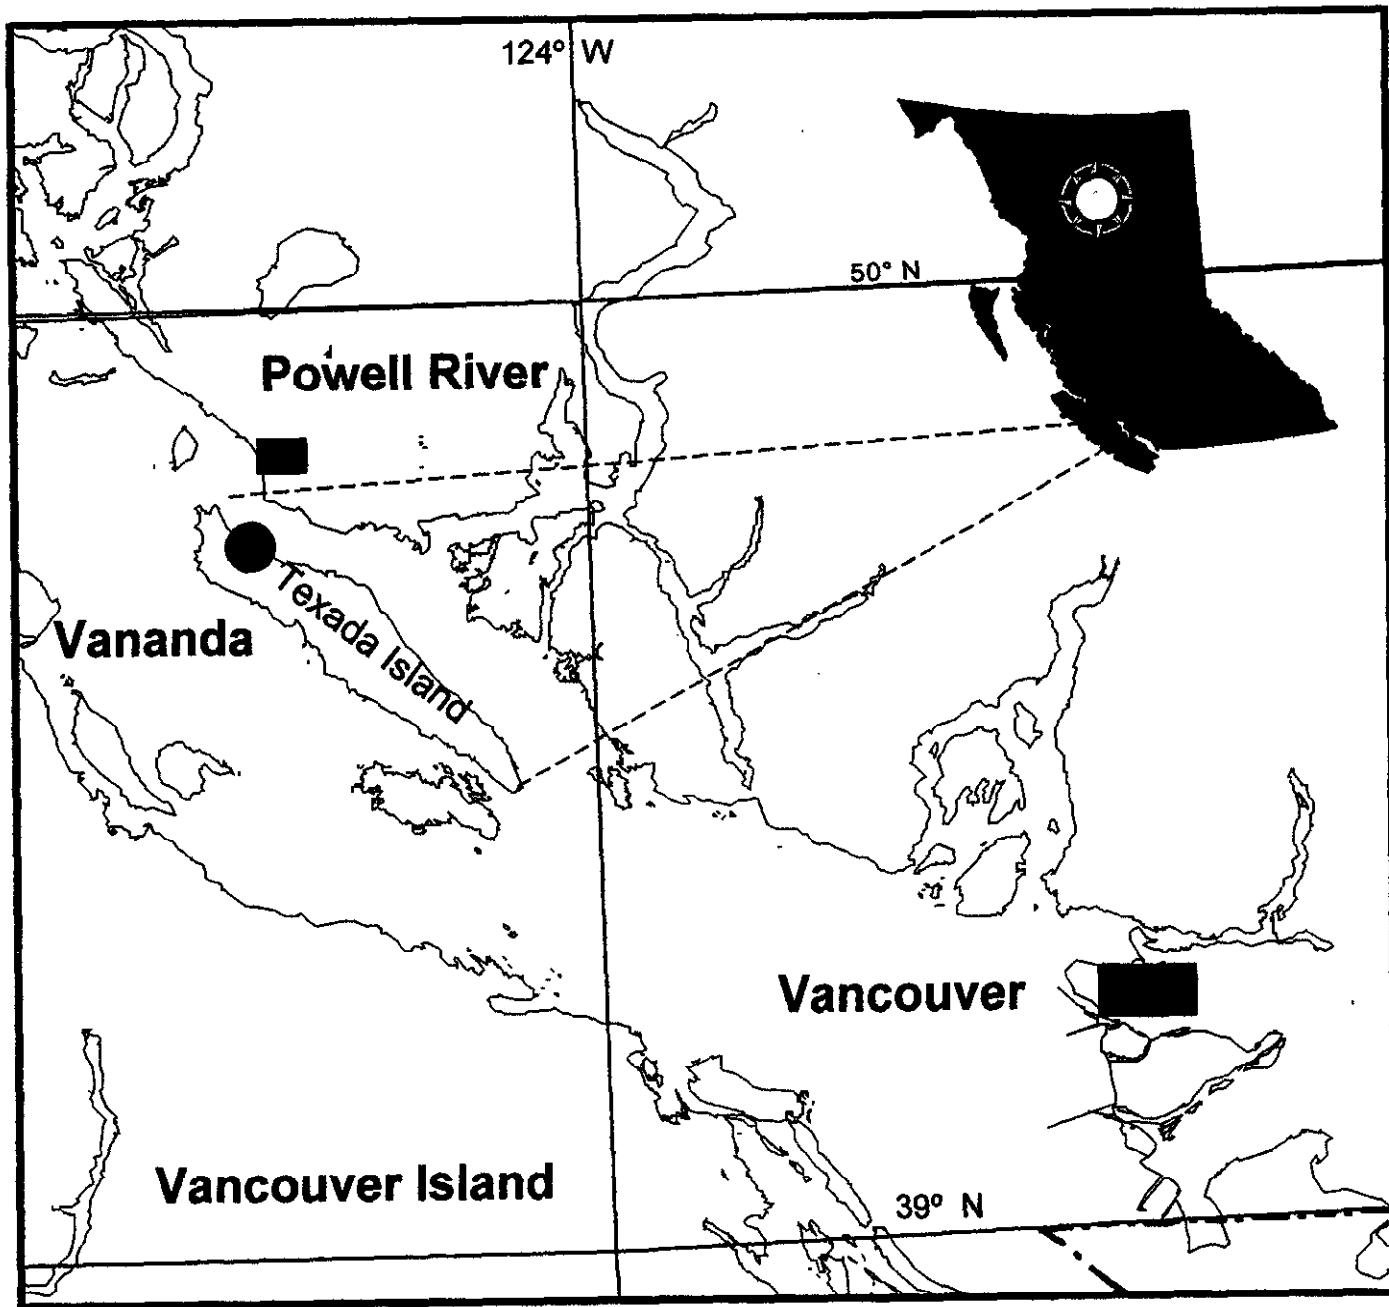 124° W
50° N
Powell River
Texada Island
Vananda
Vancouver
Vancouver Island
39° N